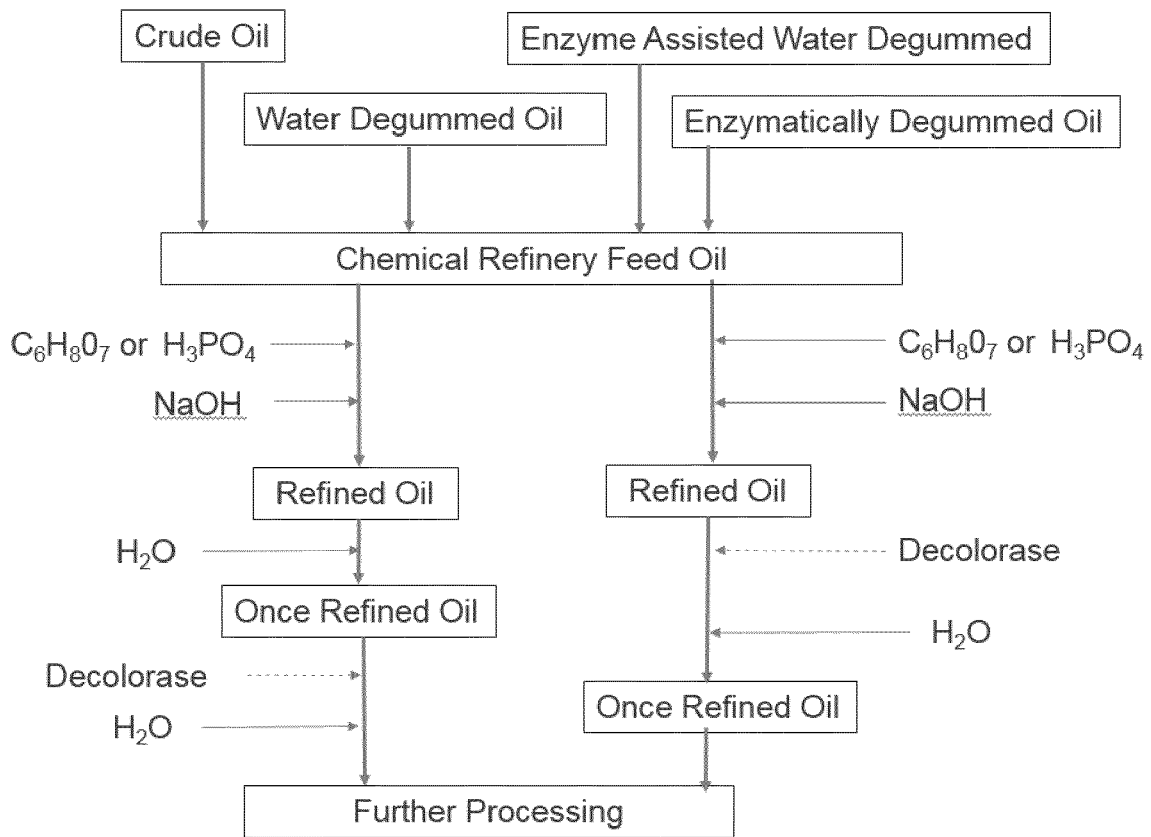 Crude Oil
Enzyme Assisted Water Degummed
Water Degummed Oil
Enzymatically Degummed Oil
Chemical Refinery Feed Oil
C₆H₈0₇ or H₃PO₄
C₆H₈0₇ or H₃PO₄
NaOH
NaOH
Refined Oil
Refined Oil
H₂O
Decolorase
Once Refined Oil
H₂O
Decolorase
Once Refined Oil
H₂O
Further Processing